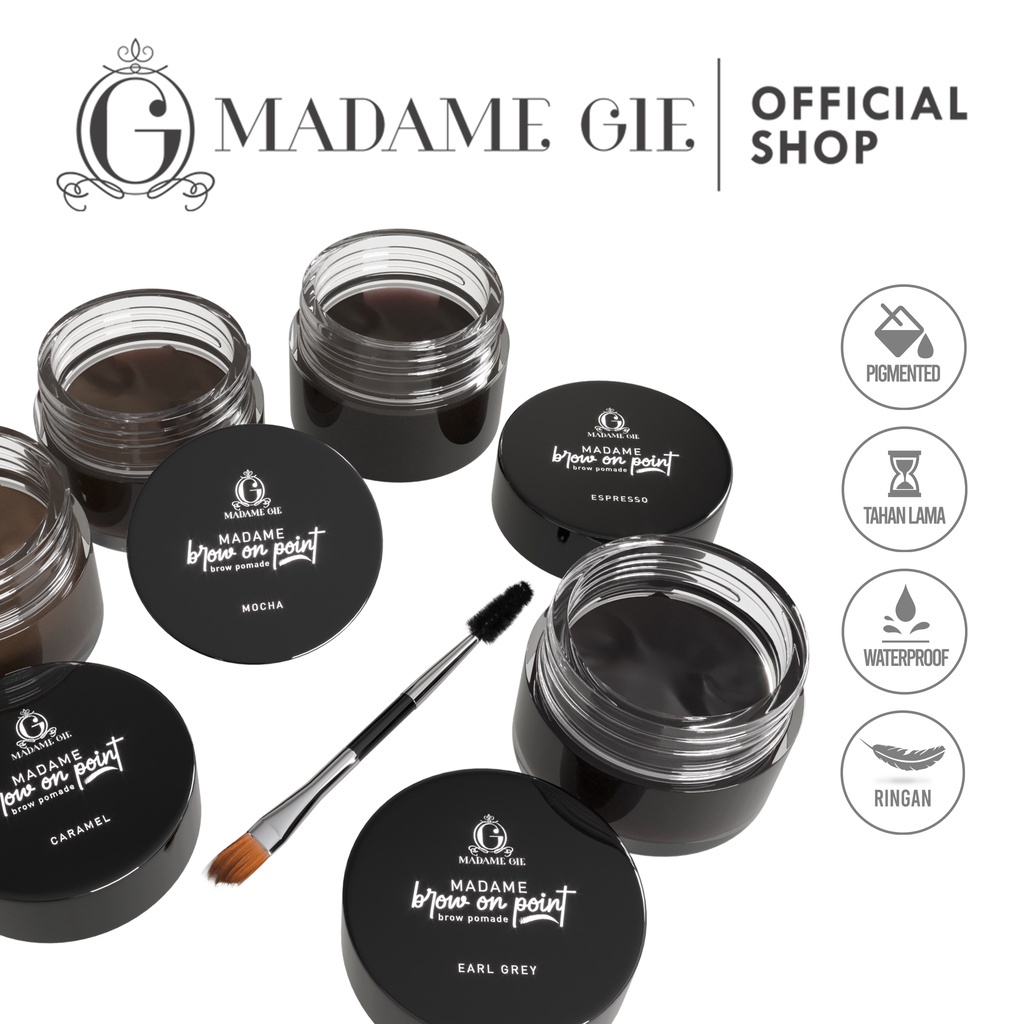 G MADAME GIE
OFFICIAL
SHOP
PIGMENTED
TAHAN LAMA
WATERPROOF
RINGAN
G
MADAME GIE
MADAME
brow on point
brow pomade
ESPRESSO
G
MADAME GIE
MADAME
brow on point
brow pomade
MOCHA
G
MADAME GIE
MADAME
on point
brow pomade
CARAMEL
G
MADAME GIE
MADAME
brow on point
brow pomade
EARL GREY